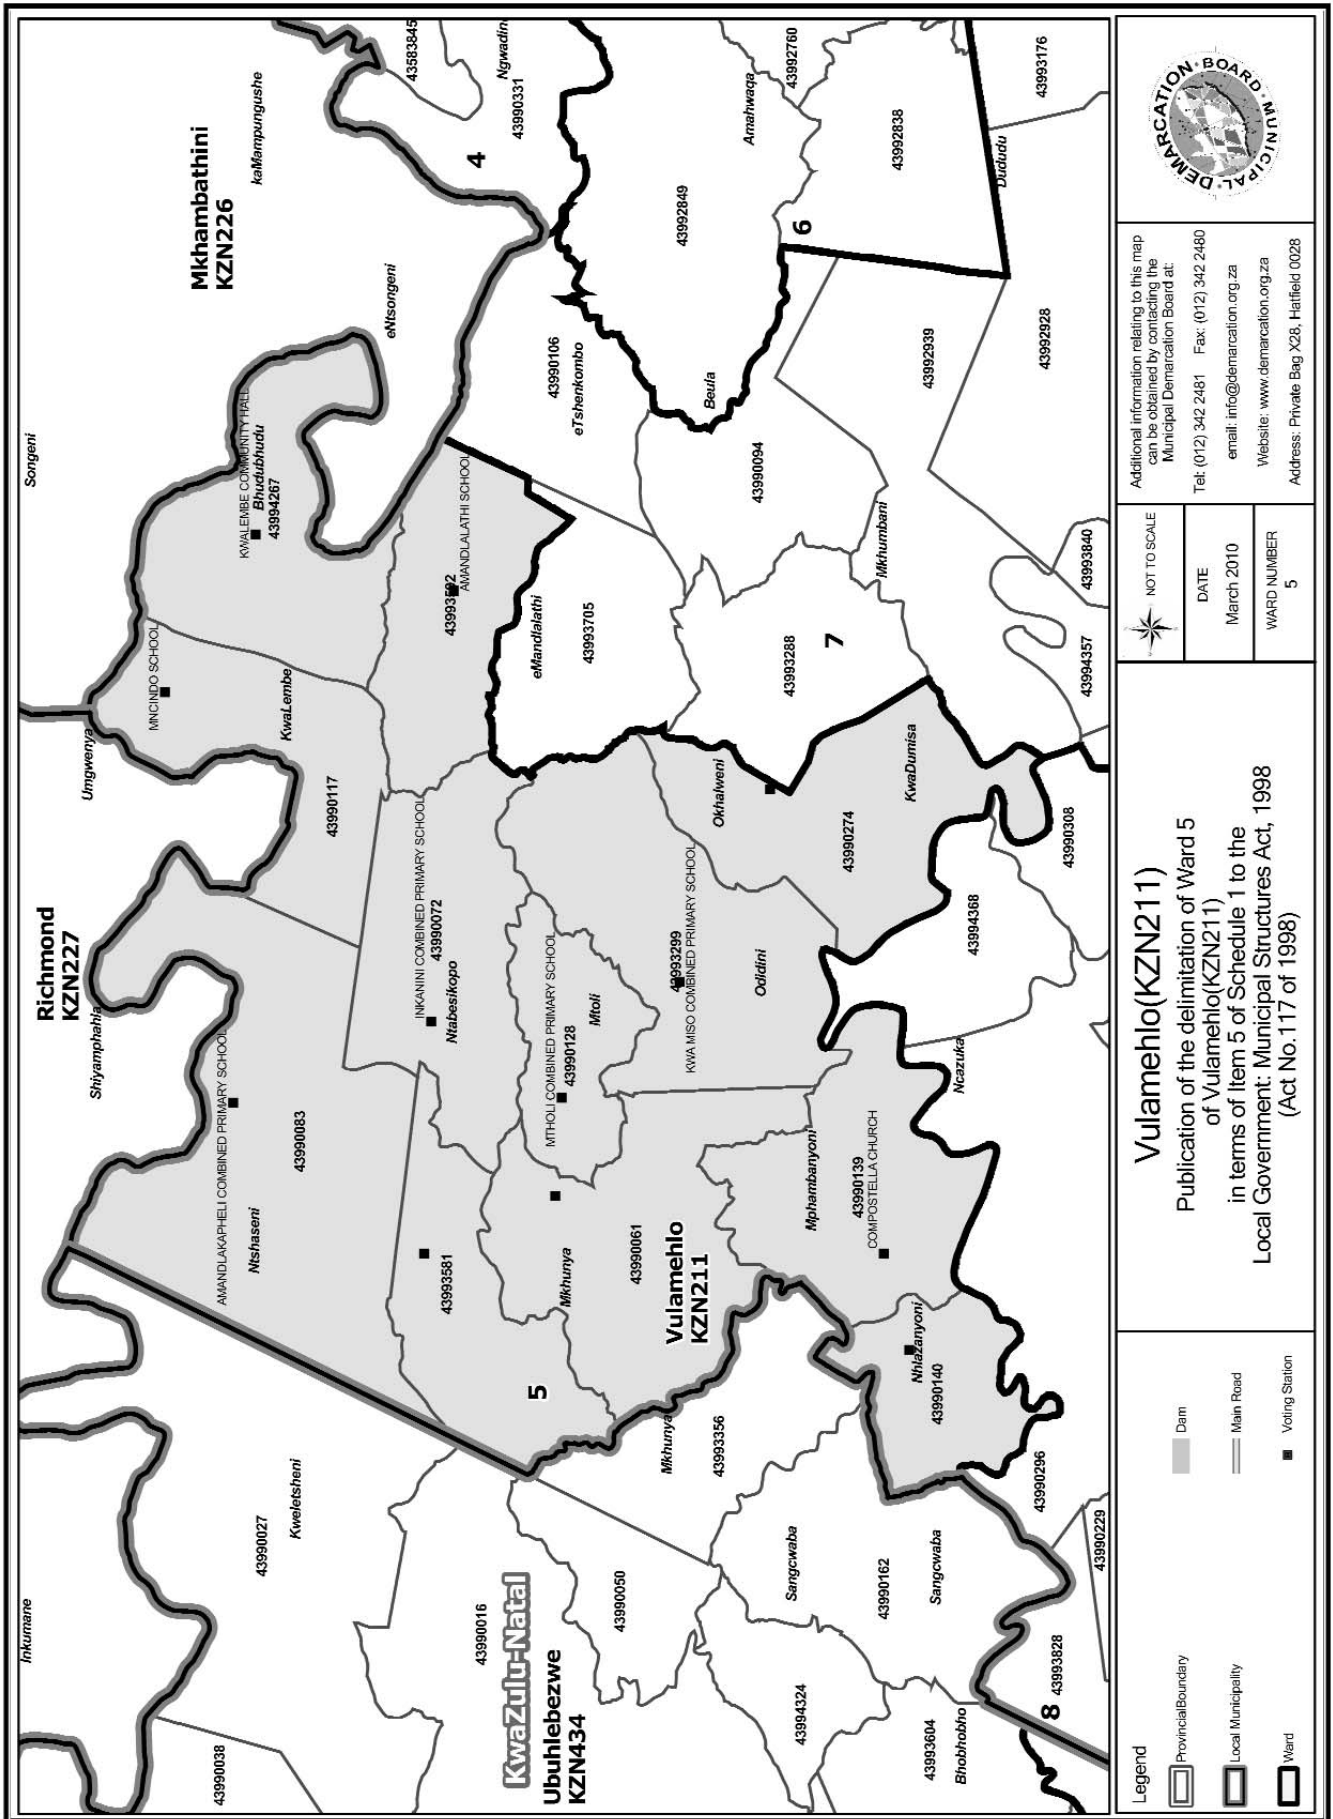 Songeni
Inkumane
Umgwenya
Richmond
KZN227
Shiyamphahla
Mkhambathini
KZN226
kaMampungushe
eNtsongeni
43583845
Ngwadin
43990331
4
KWALEMBE COMMUNITY HALL
Bhudubhudu
43994267
MNCINDO SCHOOL
KwaLembe
43990117
AMANDLAKAPHELI COMBINED PRIMARY SCHOOL
43990083
Ntshaseni
43990027
Kweletsheni
43990038
AMANDLALATHI SCHOOL
INKANINI COMBINED PRIMARY SCHOOL
43990072
Ntabesikopo
43993581
5
43990016
KwaZulu-Natal
Ubuhlebezwe
KZN434
43990106
eTshenkombo
eMandlalathi
43993705
MTHOLI COMBINED PRIMARY SCHOOL
43990128
Mtoli
Mkhunya
43990061
43990050
Vulamehlo
KZN211
43992849
Amahwaqa
43992760
Beula
43990094
43993288
7
Okhalweni
43993299
KWA MISO COMBINED PRIMARY SCHOOL
Odidini
Mkhunya
43993356
6
43992838
43992939
Mkhumbani
KwaDumisa
43990274
Mphambanyoni
43990139
COMPOSTELLA CHURCH
Nhlazanyoni
43990140
Sangcwaba
43990162
Sangcwaba
43994324
43993604
Bhobhobho
Dududu
43993176
43992928
43993840
43994357
43990308
43994368
Ncazuka
43990296
43990229
43993828
8
Legend
ProvincialBoundary
Local Municipality
Ward
Dam
Main Road
Voting Station
Vulamehlo(KZN211)
Publication of the delimitation of Ward 5
of Vulamehlo(KZN211)
in terms of Item 5 of Schedule 1 to the
Local Government: Municipal Structures Act, 1998
(Act No.117 of 1998)
NOT TO SCALE
DATE
March 2010
WARD NUMBER
5
Additional information relating to this map
can be obtained by contacting the
Municipal Demarcation Board at:
Tel: (012) 342 2481 Fax: (012) 342 2480
email: info@demarcation.org.za
Website: www.demarcation.org.za
Address: Private Bag X28, Hatfield 0028
MUNICIPAL DEMARCATION BOARD